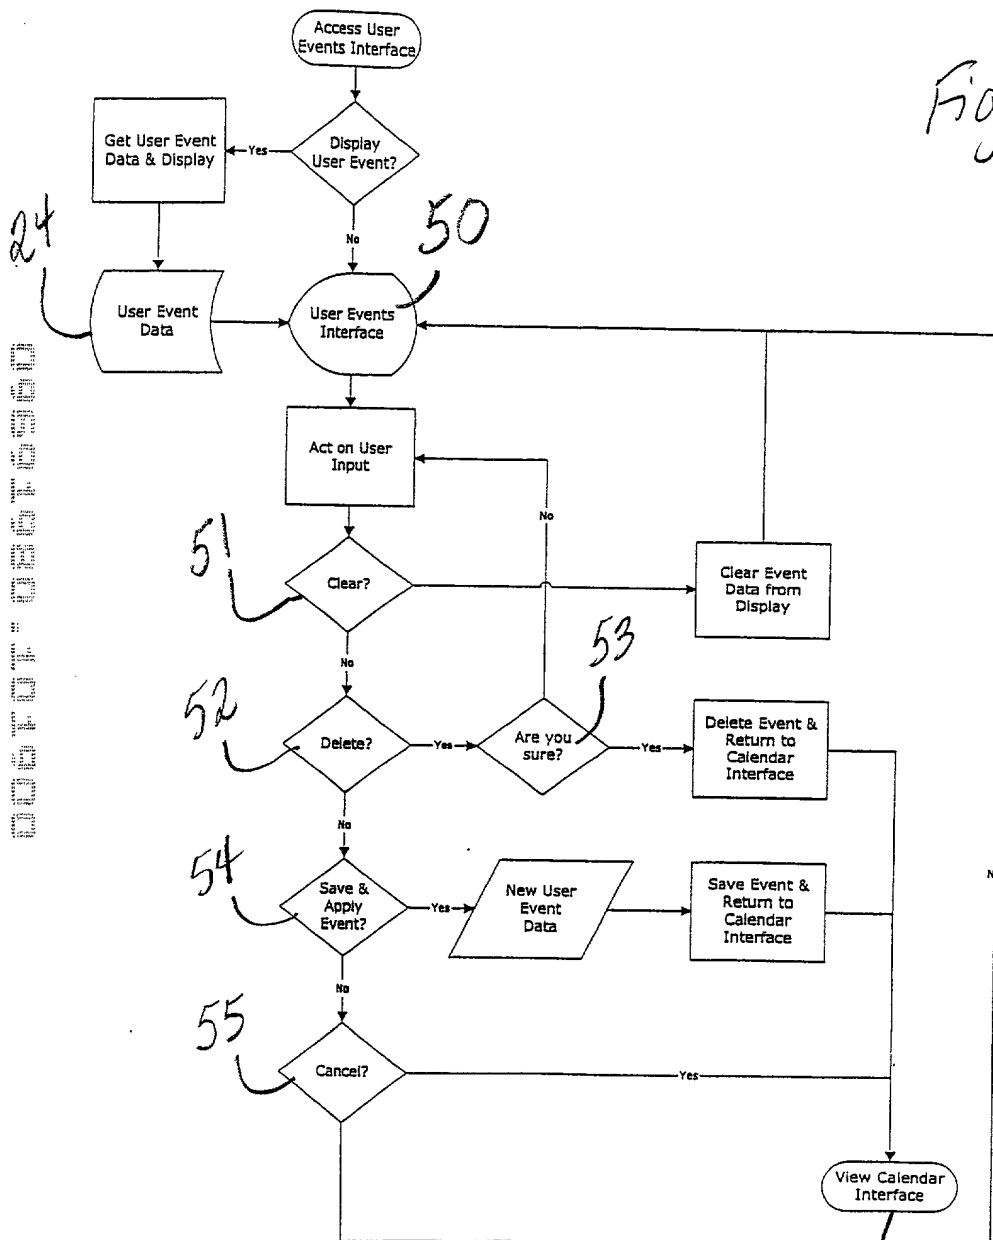 Access User
Events Interface
Fig
Get User Event
Data & Display
Yes
Display
User Event?
No
24
50
User Event
Data
User Events
Interface
Act on User
Input
No
51
Clear?
Clear Event
Data from
Display
No
53
52
Delete?
Yes
Are you
sure?
Yes
Delete Event &
Return to
Calendar
Interface
No
54
Save &
Apply
Event?
Yes
New User
Event
Data
Save Event &
Return to
Calendar
Interface
N
No
55
Cancel?
Yes
View Calendar
Interface